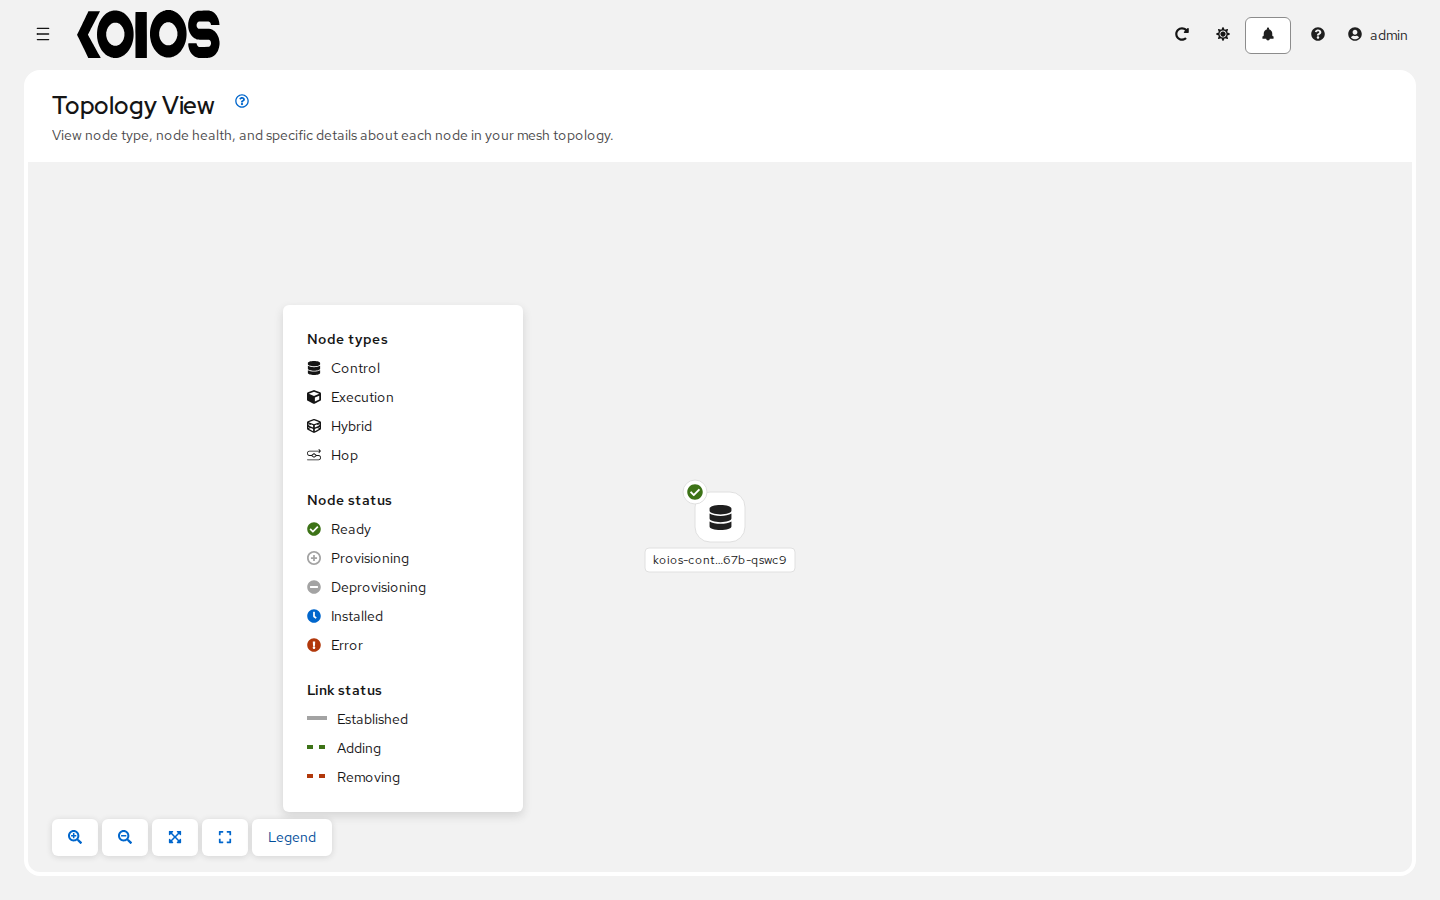 KOIOS
admin
Topology View
View node type, node health, and specific details about each node in your mesh topology.
Node types
Control
Execution
Hybrid
Hop
Node status
Ready
Provisioning
Deprovisioning
Installed
Error
Link status
Established
Adding
Removing
koios-cont...67b-qswc9
Legend